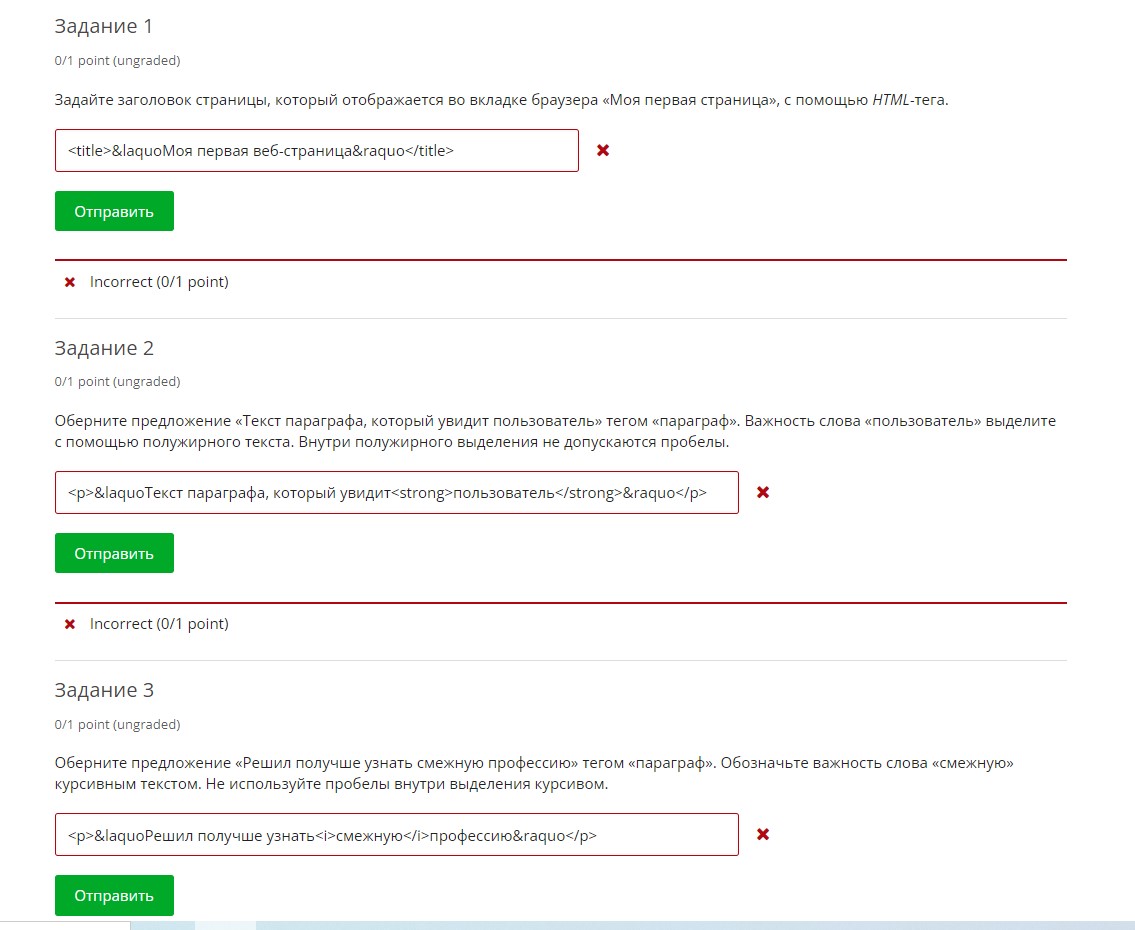 Задание 1
0/1 point (ungraded)
Задайте заголовок страницы, который отображается во вкладке браузера «Моя первая страница», с помощью HTML-тега.
<title>&laquoМоя первая веб-страница&raquo</title>
Отправить
Incorrect (0/1 point)
Задание 2
0/1 point (ungraded)
Оберните предложение «Текст параграфа, который увидит пользователь» тегом «параграф». Важность слова «пользователь» выделите
с помощью полужирного текста. Внутри полужирного выделения не допускаются пробелы.
<p>&laquoТекст параграфа, который увидит<strong>пользователь</strong>&raquo</p>
Отправить
Incorrect (0/1 point)
Задание 3
0/1 point (ungraded)
Оберните предложение «Решил получше узнать смежную профессию» тегом «параграф». Обозначьте важность слова «смежную»
курсивным текстом. Не используйте пробелы внутри выделения курсивом.
<p>&laquoРешил получше узнать<i>смежную</i>профессию&raquo</p>
Отправить